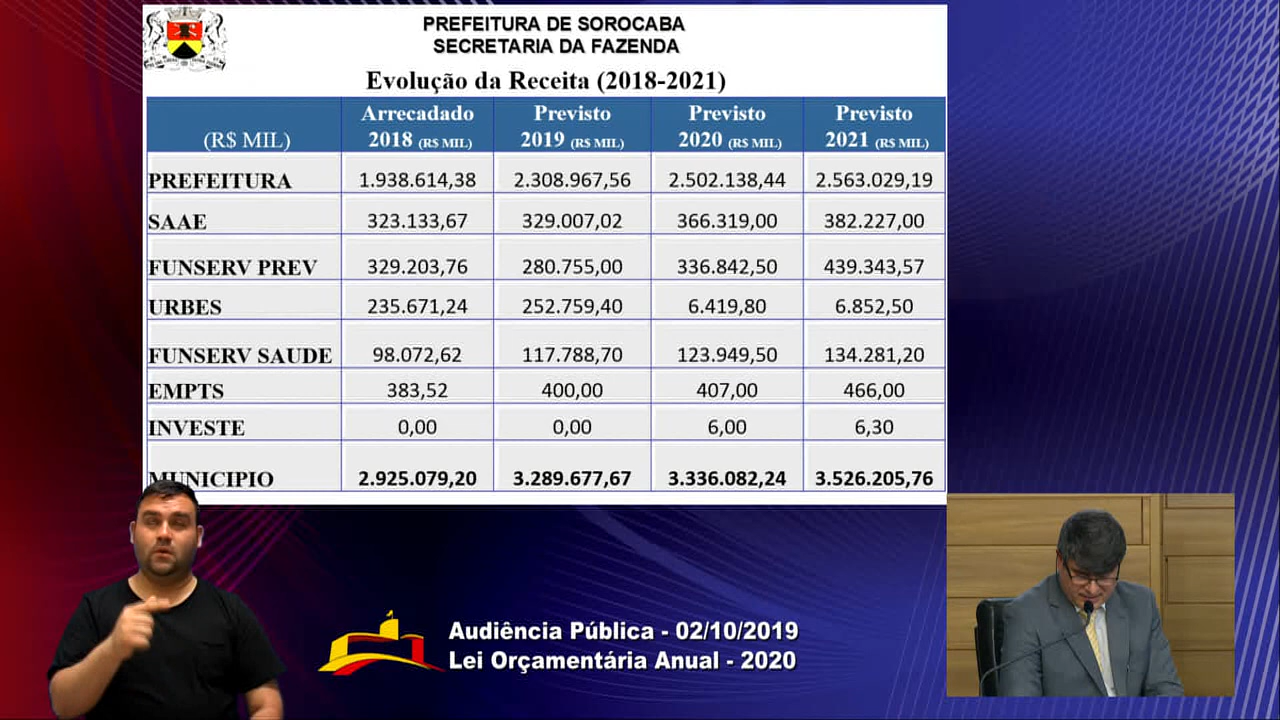 PREFEITURA DE SOROCABA
SECRETARIA DA FAZENDA
Evolução da Receita (2018-2021)
(R$ MIL) Arrecadado 2018 (R$ MIL) Previsto 2019 (R$ MIL) Previsto 2020 (R$ MIL) Previsto 2021 (R$ MIL)
PREFEITURA 1.938.614,38 2.308.967,56 2.502.138,44 2.563.029,19
SAAE 323.133,67 329.007,02 366.319,00 382.227,00
FUNSERV PREV 329.203,76 280.755,00 336.842,50 439.343,57
URBES 235.671,24 252.759,40 6.419,80 6.852,50
FUNSERV SAUDE 98.072,62 117.788,70 123.949,50 134.281,20
EMPTS 383,52 400,00 407,00 466,00
INVESTE 0,00 0,00 6,00 6,30
MUNICIPIO 2.925.079,20 3.289.677,67 3.336.082,24 3.526.205,76
Audiência Pública - 02/10/2019
Lei Orçamentária Anual - 2020